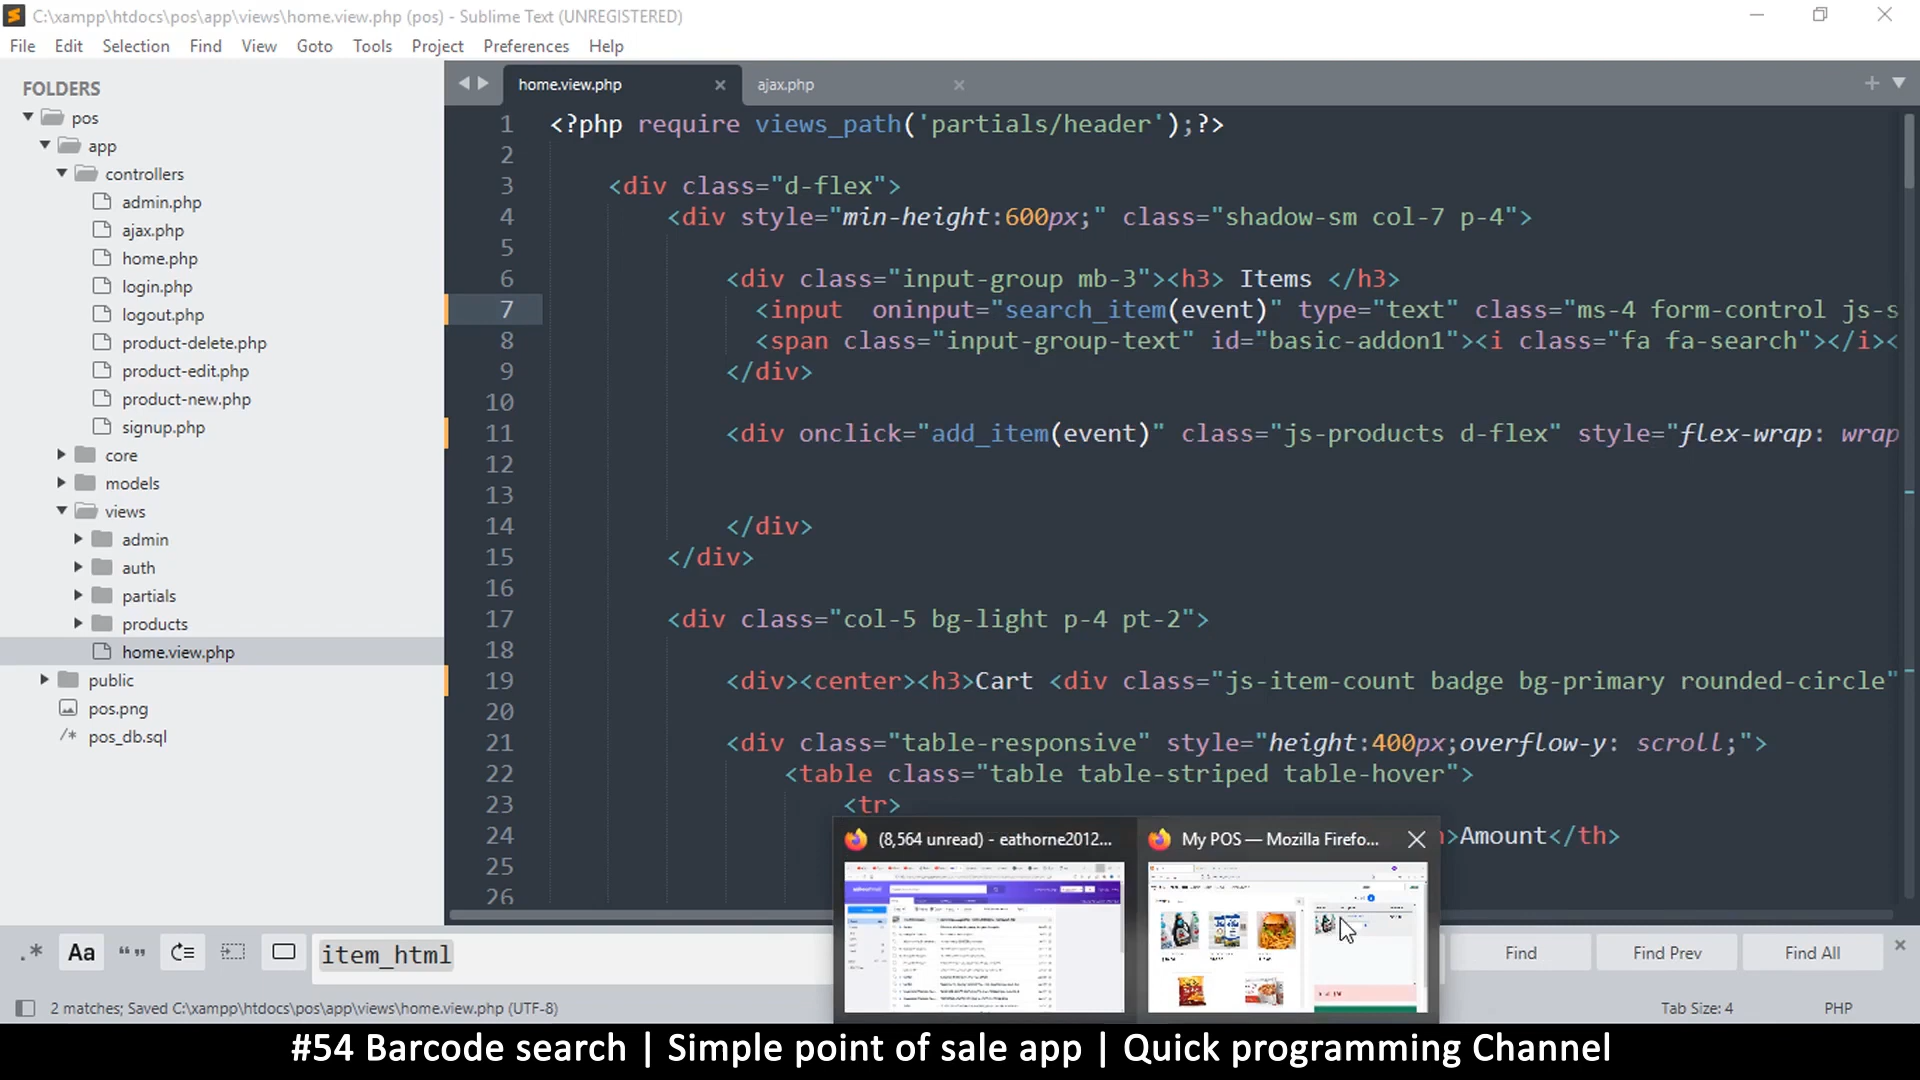 C:\xampp\htdocs\pos\app\views\home.view.php (pos) - Sublime Text (UNREGISTERED)
File Edit Selection Find View Goto Tools Project Preferences Help
FOLDERS
pos
app
controllers
admin.php
ajax.php
home.php
login.php
logout.php
product-delete.php
product-edit.php
product-new.php
signup.php
core
models
views
admin
auth
partials
products
home.view.php
public
pos.png
/* pos_db.sql
home.view.php ajax.php
1 <?php require views_path('partials/header');?>
2
3 <div class="d-flex">
4 <div style="min-height:600px;" class="shadow-sm col-7 p-4">
5
6 <div class="input-group mb-3"><h3> Items </h3>
7 <input oninput="search_item(event)" type="text" class="ms-4 form-control js-s
8 <span class="input-group-text" id="basic-addon1"><i class="fa fa-search"></i><
9 </div>
10
11 <div onclick="add_item(event)" class="js-products d-flex" style="flex-wrap: wrap
12
13
14 </div>
15 </div>
16
17 <div class="col-5 bg-light p-4 pt-2">
18
19 <div><center><h3>Cart <div class="js-item-count badge bg-primary rounded-circle"
20
21 <div class="table-responsive" style="height:400px;overflow-y: scroll;">
22 <table class="table table-striped table-hover">
23 <tr>
24 >Amount</th>
25
26
(8,564 unread) - eathorne2012... My POS — Mozilla Firefo...
.* Aa “” item_html Find Find Prev Find All
2 matches; Saved C:\xampp\htdocs\pos\app\views\home.view.php (UTF-8) Tab Size: 4 PHP
#54 Barcode search | Simple point of sale app | Quick programming Channel